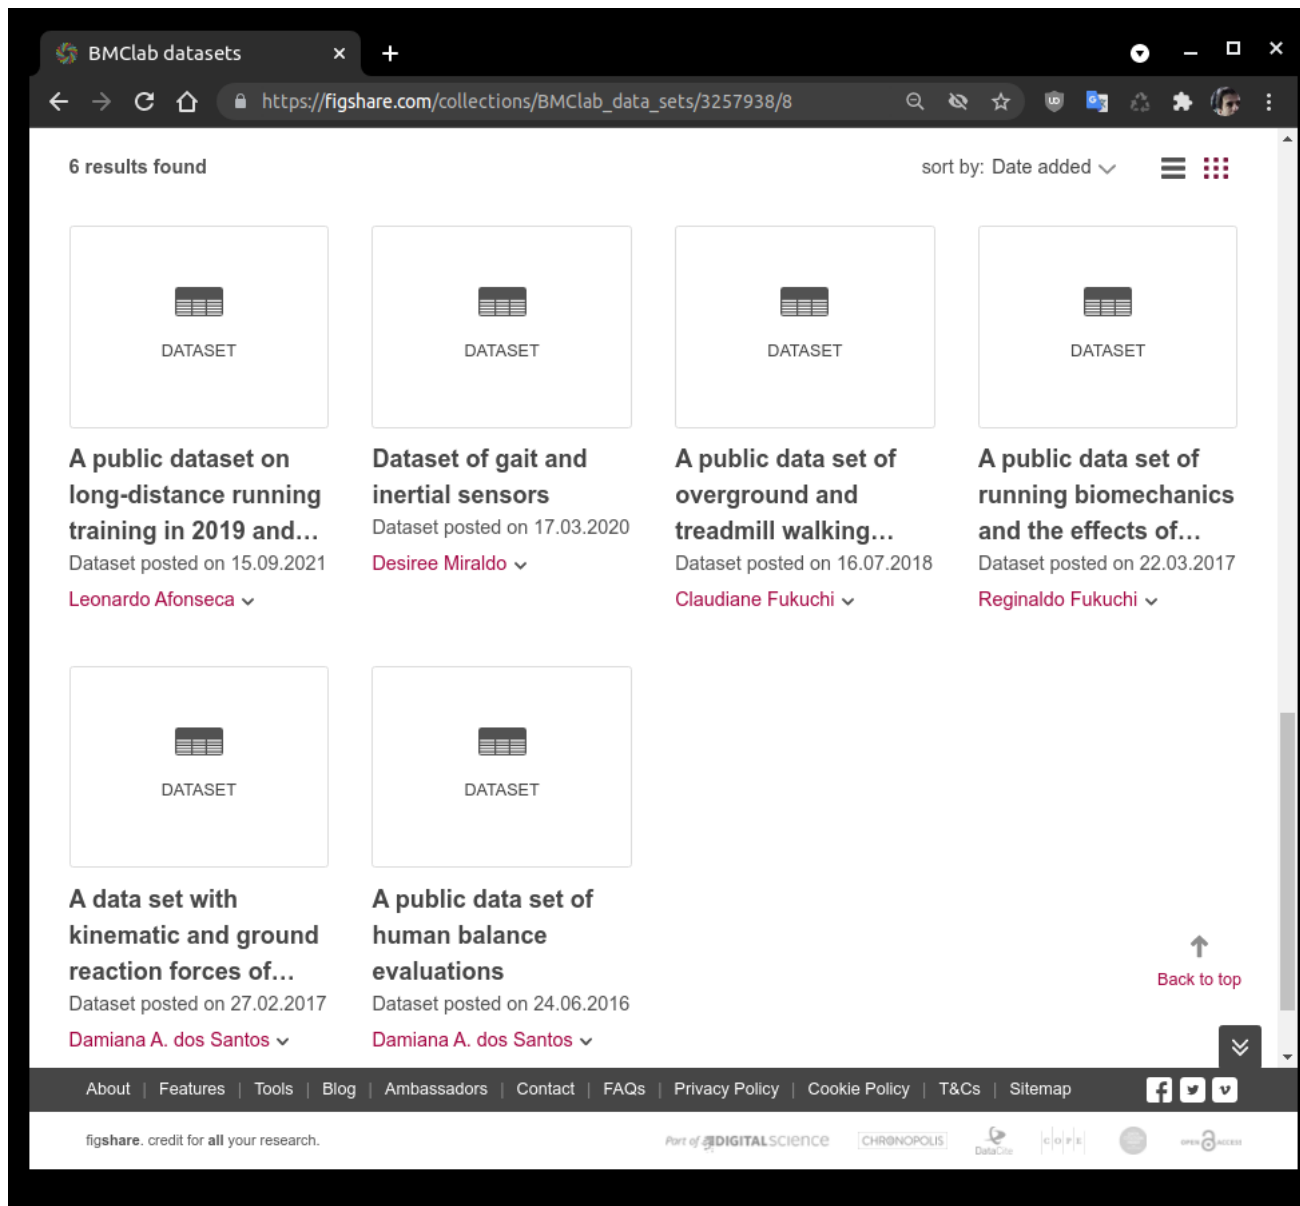 BMClab datasets
https://figshare.com/collections/BMClab_data_sets/3257938/8
6 results found
sort by: Date added
DATASET
DATASET
DATASET
DATASET
A public dataset on
long-distance running
training in 2019 and...
Dataset posted on 15.09.2021
Leonardo Afonseca
Dataset of gait and
inertial sensors
Dataset posted on 17.03.2020
Desiree Miraldo
A public data set of
overground and
treadmill walking...
Dataset posted on 16.07.2018
Claudiane Fukuchi
A public data set of
running biomechanics
and the effects of...
Dataset posted on 22.03.2017
Reginaldo Fukuchi
DATASET
DATASET
A data set with
kinematic and ground
reaction forces of...
Dataset posted on 27.02.2017
Damiana A. dos Santos
A public data set of
human balance
evaluations
Dataset posted on 24.06.2016
Damiana A. dos Santos
Back to top
About | Features | Tools | Blog | Ambassadors | Contact | FAQs | Privacy Policy | Cookie Policy | T&Cs | Sitemap
figshare. credit for all your research.
Part of DIGITAL SCIENCE
CHRONOPOLIS
DataCite
C O P E
OPEN ACCESS